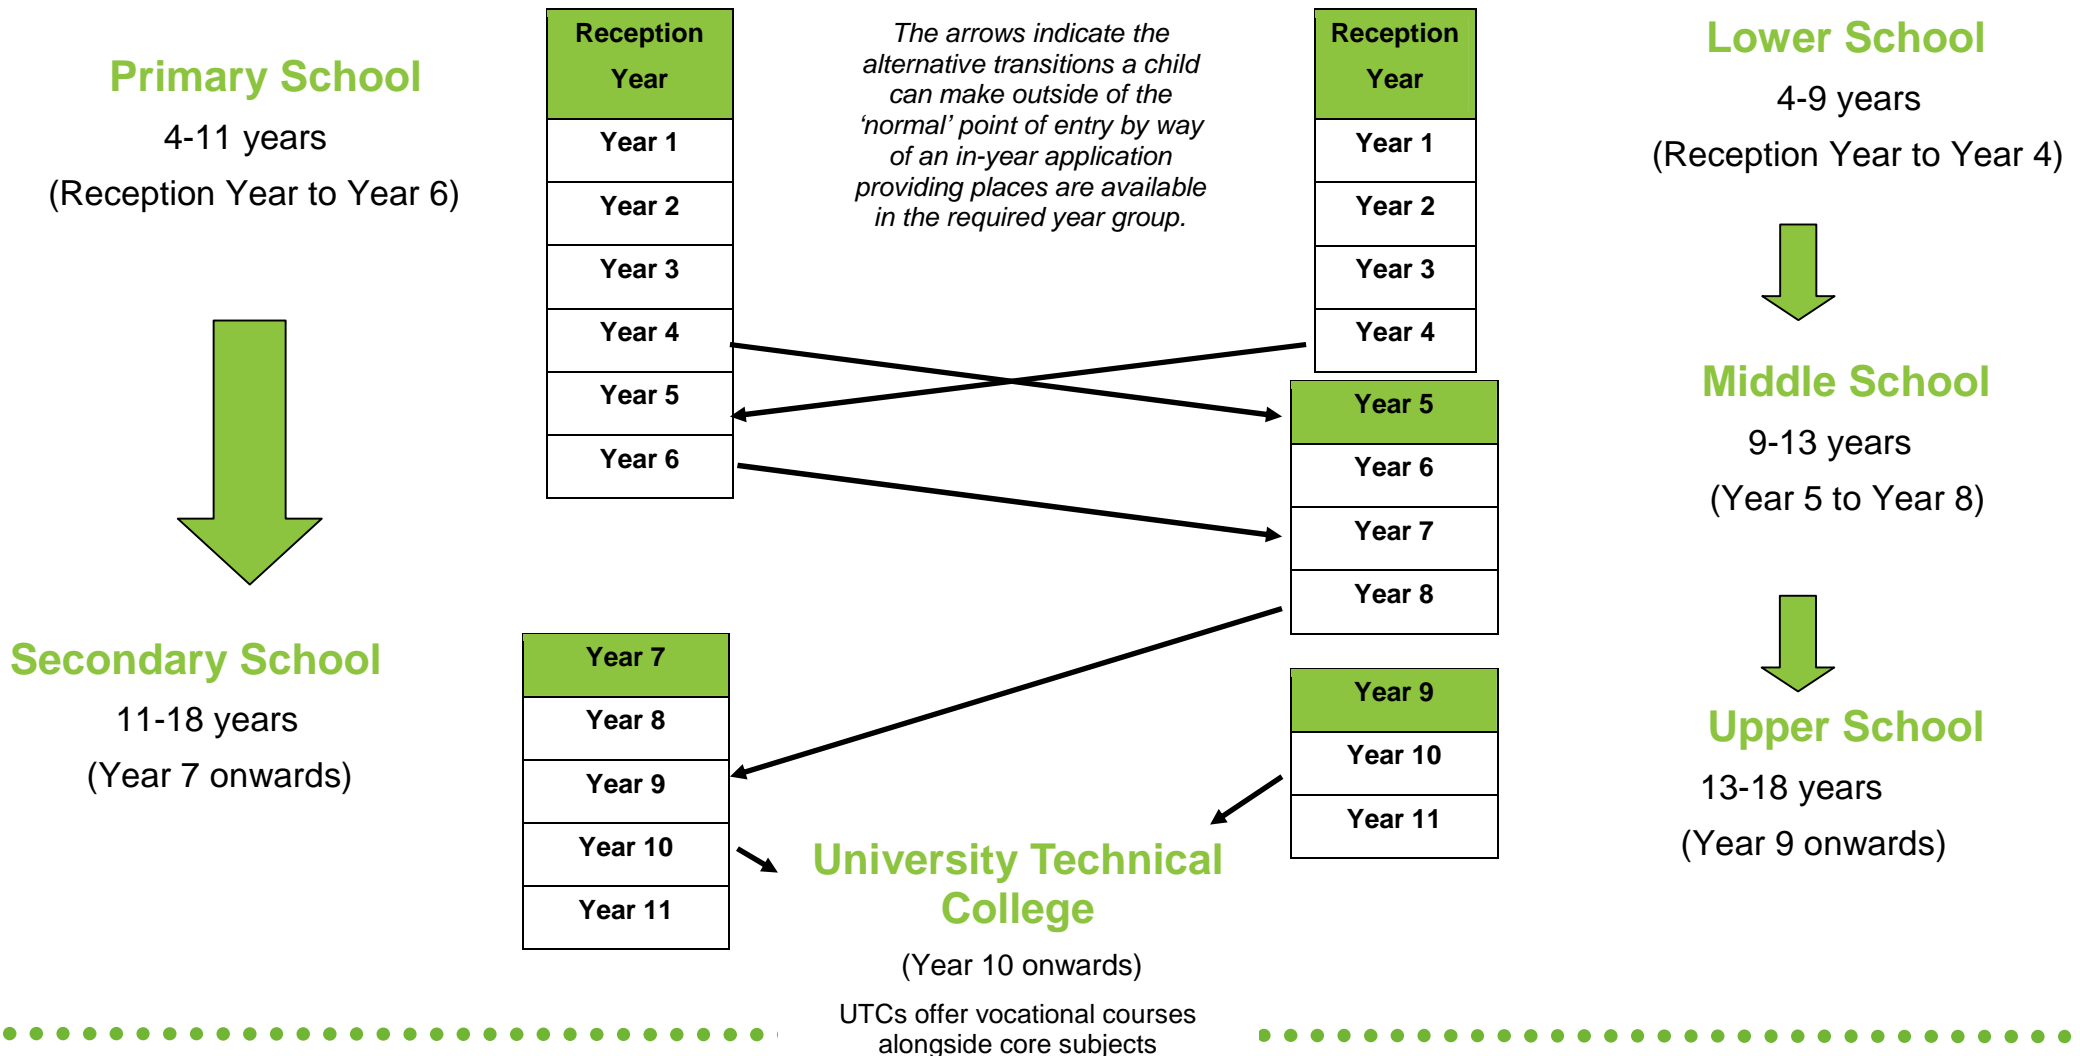 Primary School
4-11 years
(Reception Year to Year 6)
Secondary School
11-18 years
(Year 7 onwards)
Reception
Year
Year 1
Year 2
Year 3
Year 4
Year 5
Year 6
Year 7
Year 8
Year 9
Year 10
Year 11
The arrows indicate the
alternative transitions a child
can make outside of the
‘normal’ point of entry by way
of an in-year application
providing places are available
in the required year group.
University Technical
College
(Year 10 onwards)
UTCs offer vocational courses
alongside core subjects
Reception
Year
Year 1
Year 2
Year 3
Year 4
Year 5
Year 6
Year 7
Year 8
Year 9
Year 10
Year 11
Lower School
4-9 years
(Reception Year to Year 4)
Middle School
9-13 years
(Year 5 to Year 8)
Upper School
13-18 years
(Year 9 onwards)